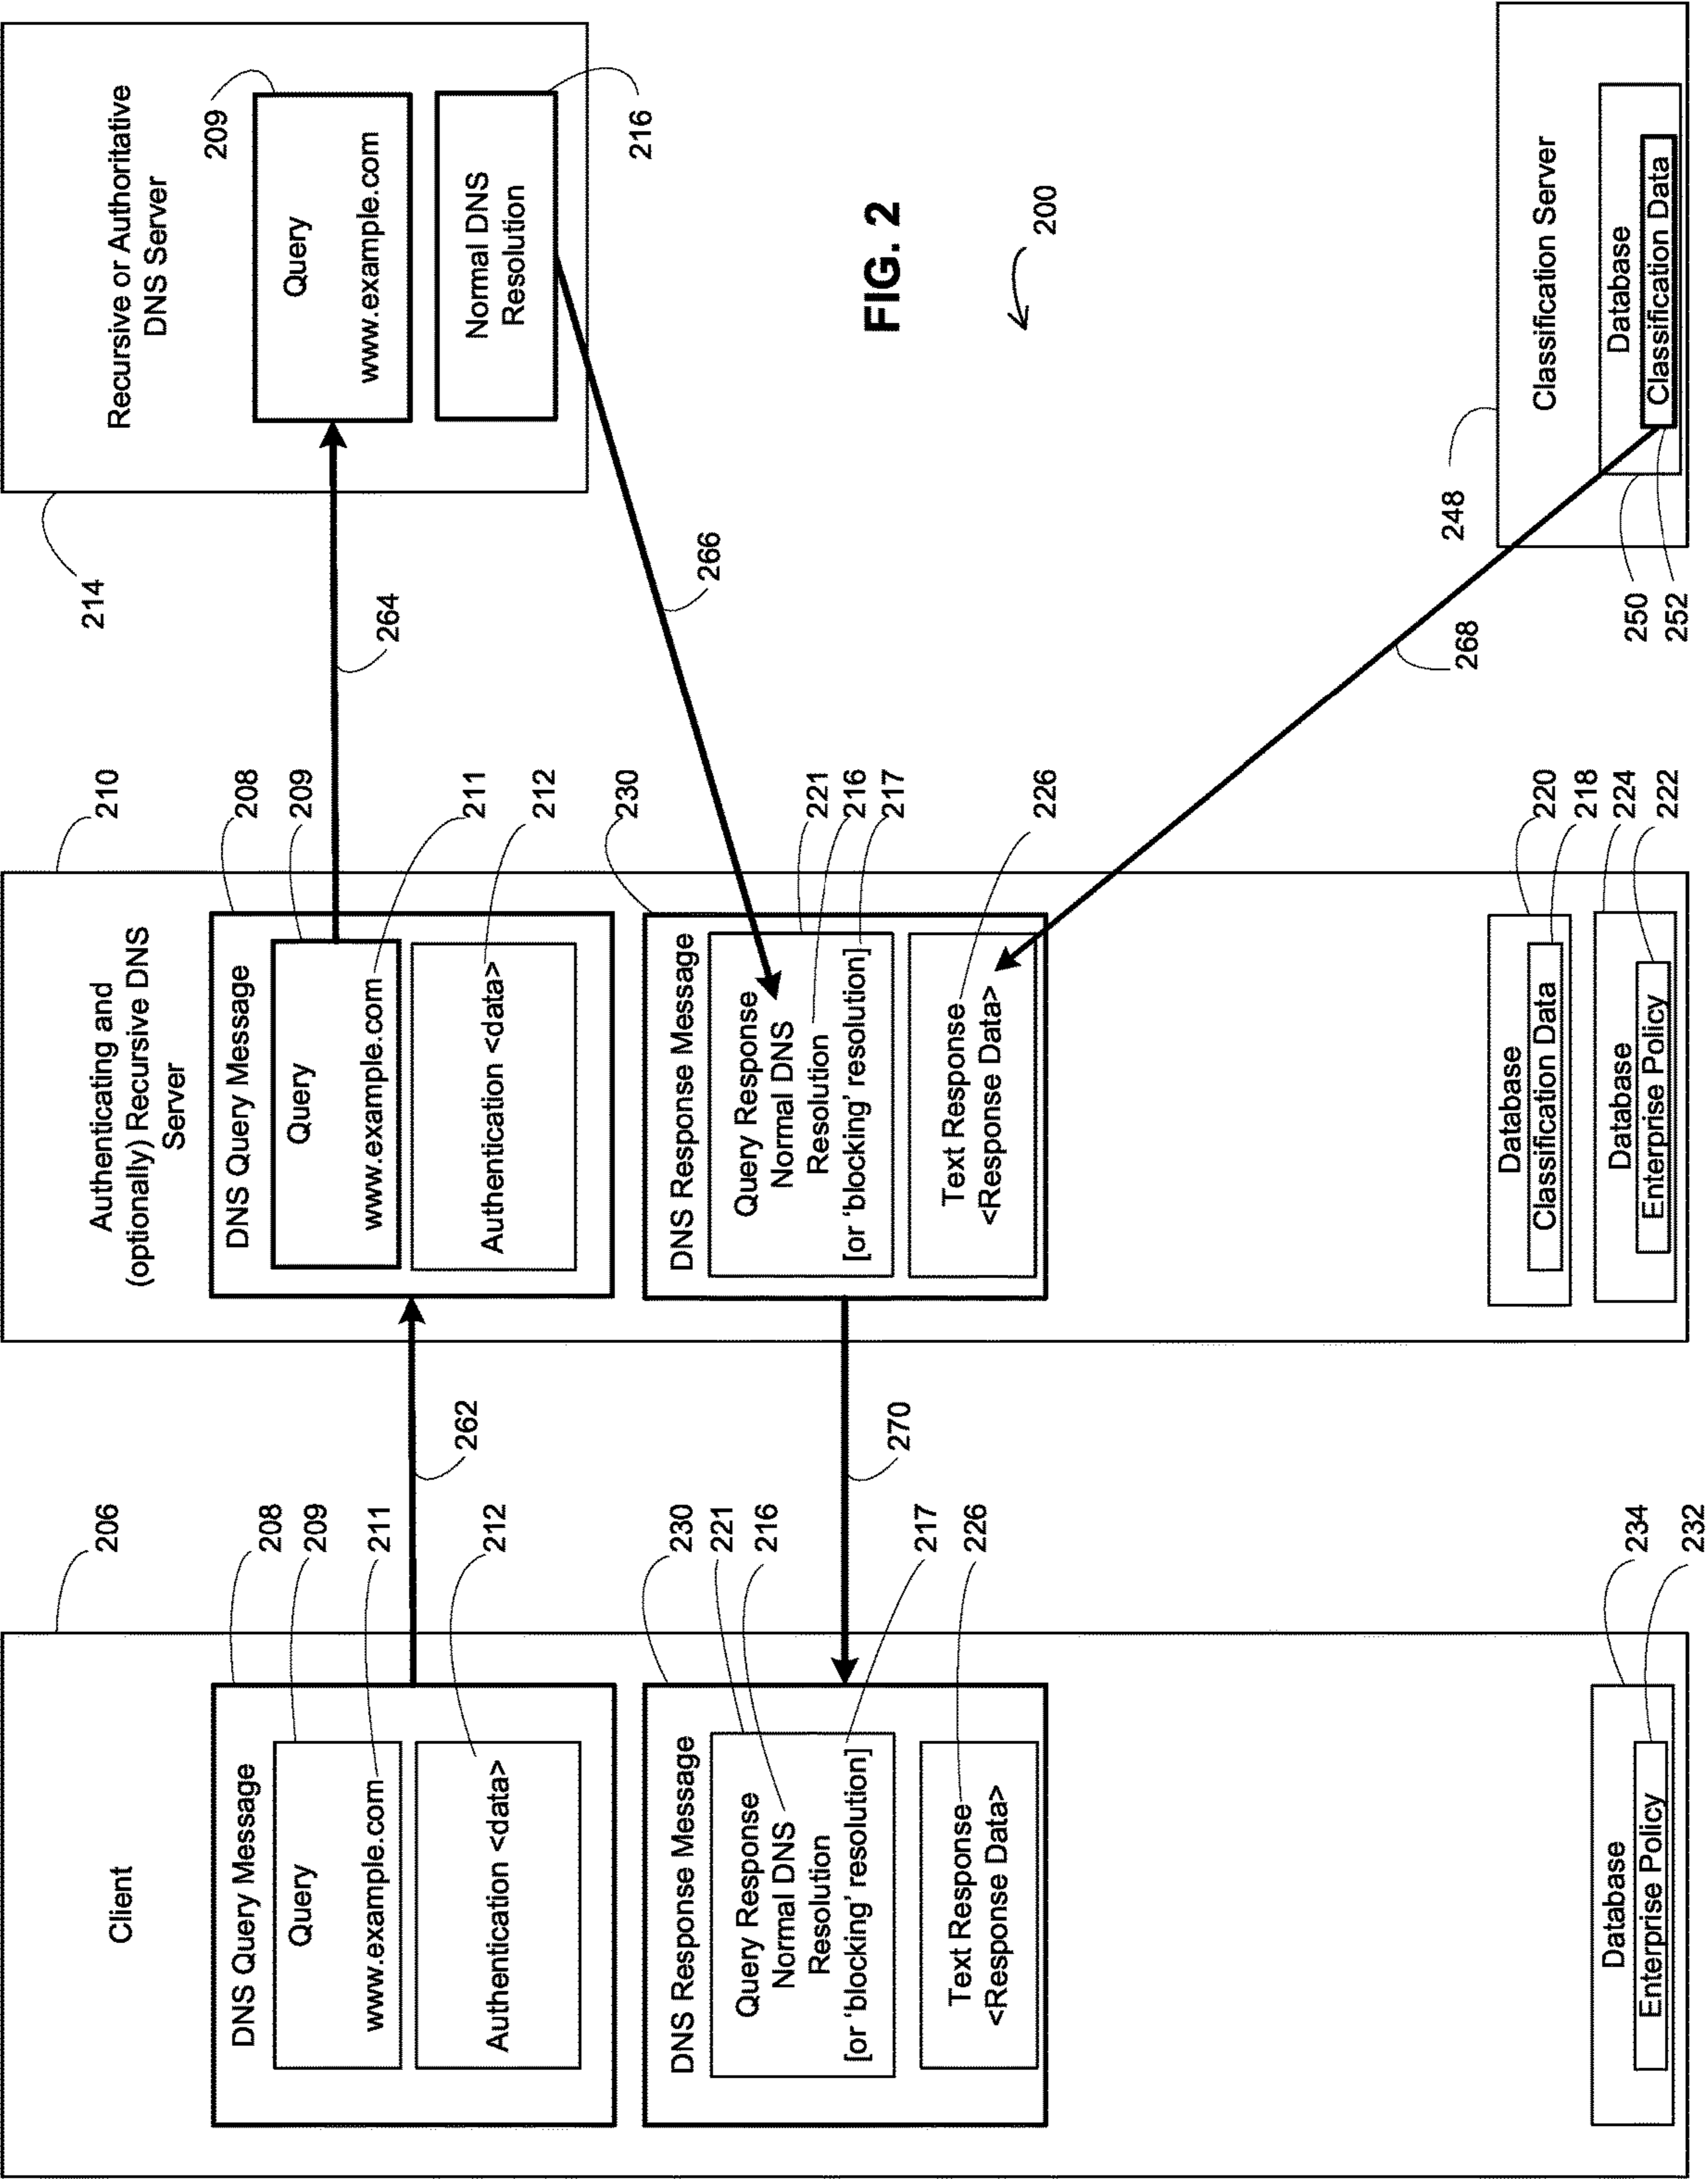 Client
206
DNS Query Message
208
Query
209
www.example.com
211
Authentication <data>
212
262
DNS Response Message
230
Query Response
221
Normal DNS
216
Resolution
[or ‘blocking’ resolution]
217
Text Response
226
<Response Data>
270
Database
234
Enterprise Policy
232
Authenticating and
(optionally) Recursive DNS
Server
210
DNS Query Message
208
Query
209
www.example.com
211
Authentication <data>
212
264
DNS Response Message
230
Query Response
221
Normal DNS
216
Resolution
[or ‘blocking’ resolution]
217
Text Response
226
<Response Data>
266
268
Database
220
Classification Data
218
Database
224
Enterprise Policy
222
Recursive or Authoritative
DNS Server
214
209
Query
www.example.com
Normal DNS
Resolution
216
FIG. 2
200
Classification Server
248
Database
250
Classification Data
252